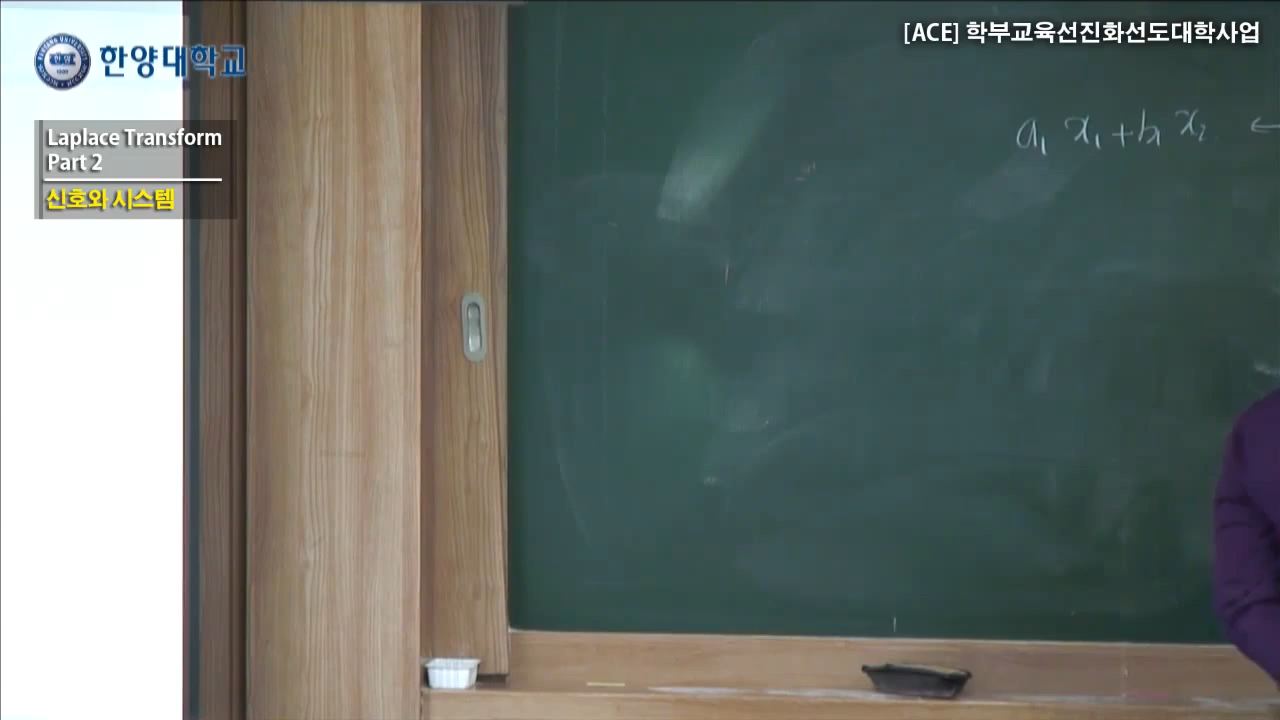 한양대학교
[ACE] 학부교육선진화선도대학사업
Laplace Transform
Part 2
신호와 시스템
a₁ x₁ + b₁ x₂ ←